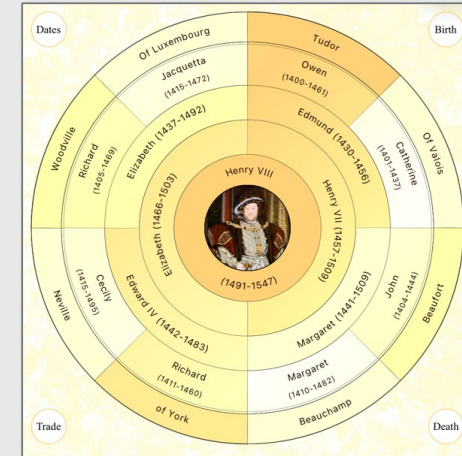 Dates
Birth
Of Luxembourg
Tudor
Jacquetta
(1415-1472)
Owen
(1400-1461)
Woodville
Richard
(1405-1469)
Elizabeth (1437-1492)
Edmund (1430-1456)
Catherine
(1401-1437)
Of Valois
Henry VIII
(1491-1547)
Elizabeth (1466-1503)
Henry VII (1457-1509)
Neville
Cecily
(1415-1495)
Edward IV (1442-1483)
Margaret (1441-1509)
John
(1404-1444)
Beaufort
Richard
(1411-1460)
of York
Margaret
(1410-1482)
Beauchamp
Trade
Death